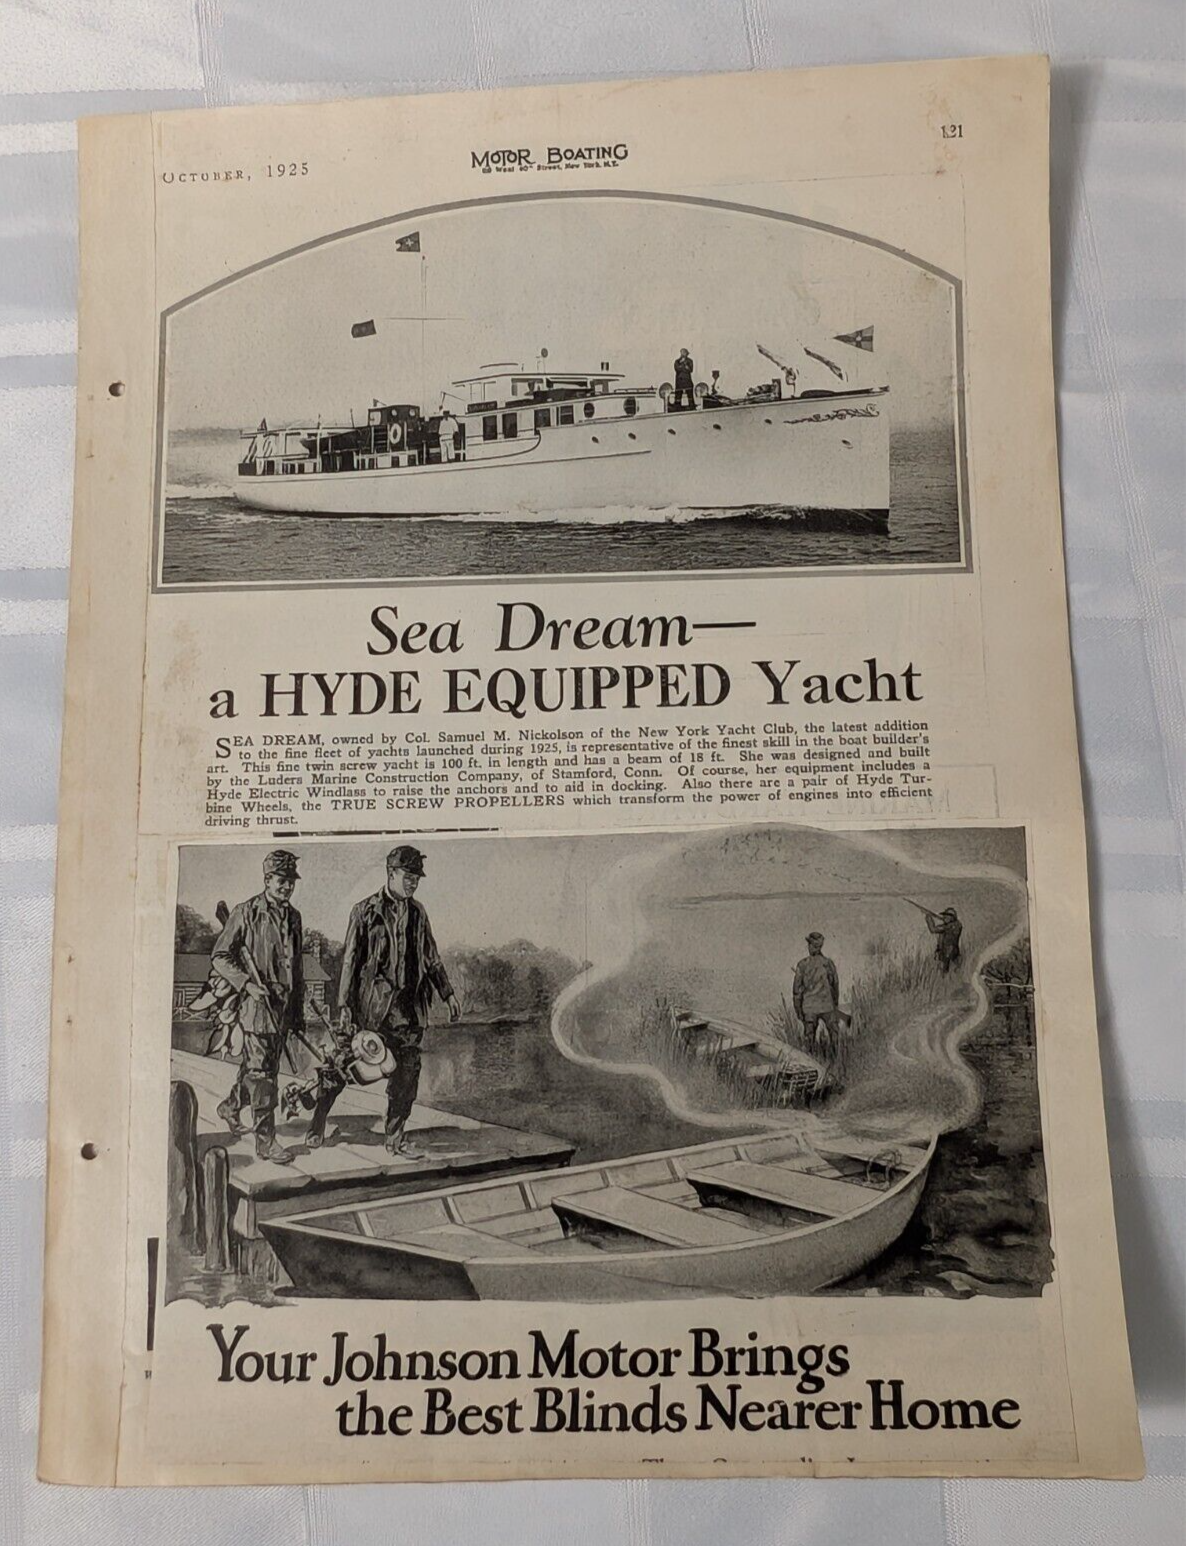 OCTOBER, 1925
MOTOR BOATING
119 West 40th Street, New York, N.Y.
121
Sea Dream—
a HYDE EQUIPPED Yacht
SEA DREAM, owned by Col. Samuel M. Nickolson of the New York Yacht Club, the latest addition
to the fine fleet of yachts launched during 1925, is representative of the finest skill in the boat builder's
art. This fine twin screw yacht is 100 ft. in length and has a beam of 18 ft. She was designed and built
by the Luders Marine Construction Company, of Stamford, Conn. Of course, her equipment includes a
Hyde Electric Windlass to raise the anchors and to aid in docking. Also there are a pair of Hyde Tur-
bine Wheels, the TRUE SCREW PROPELLERS which transform the power of engines into efficient
driving thrust.
Your Johnson Motor Brings
the Best Blinds Nearer Home